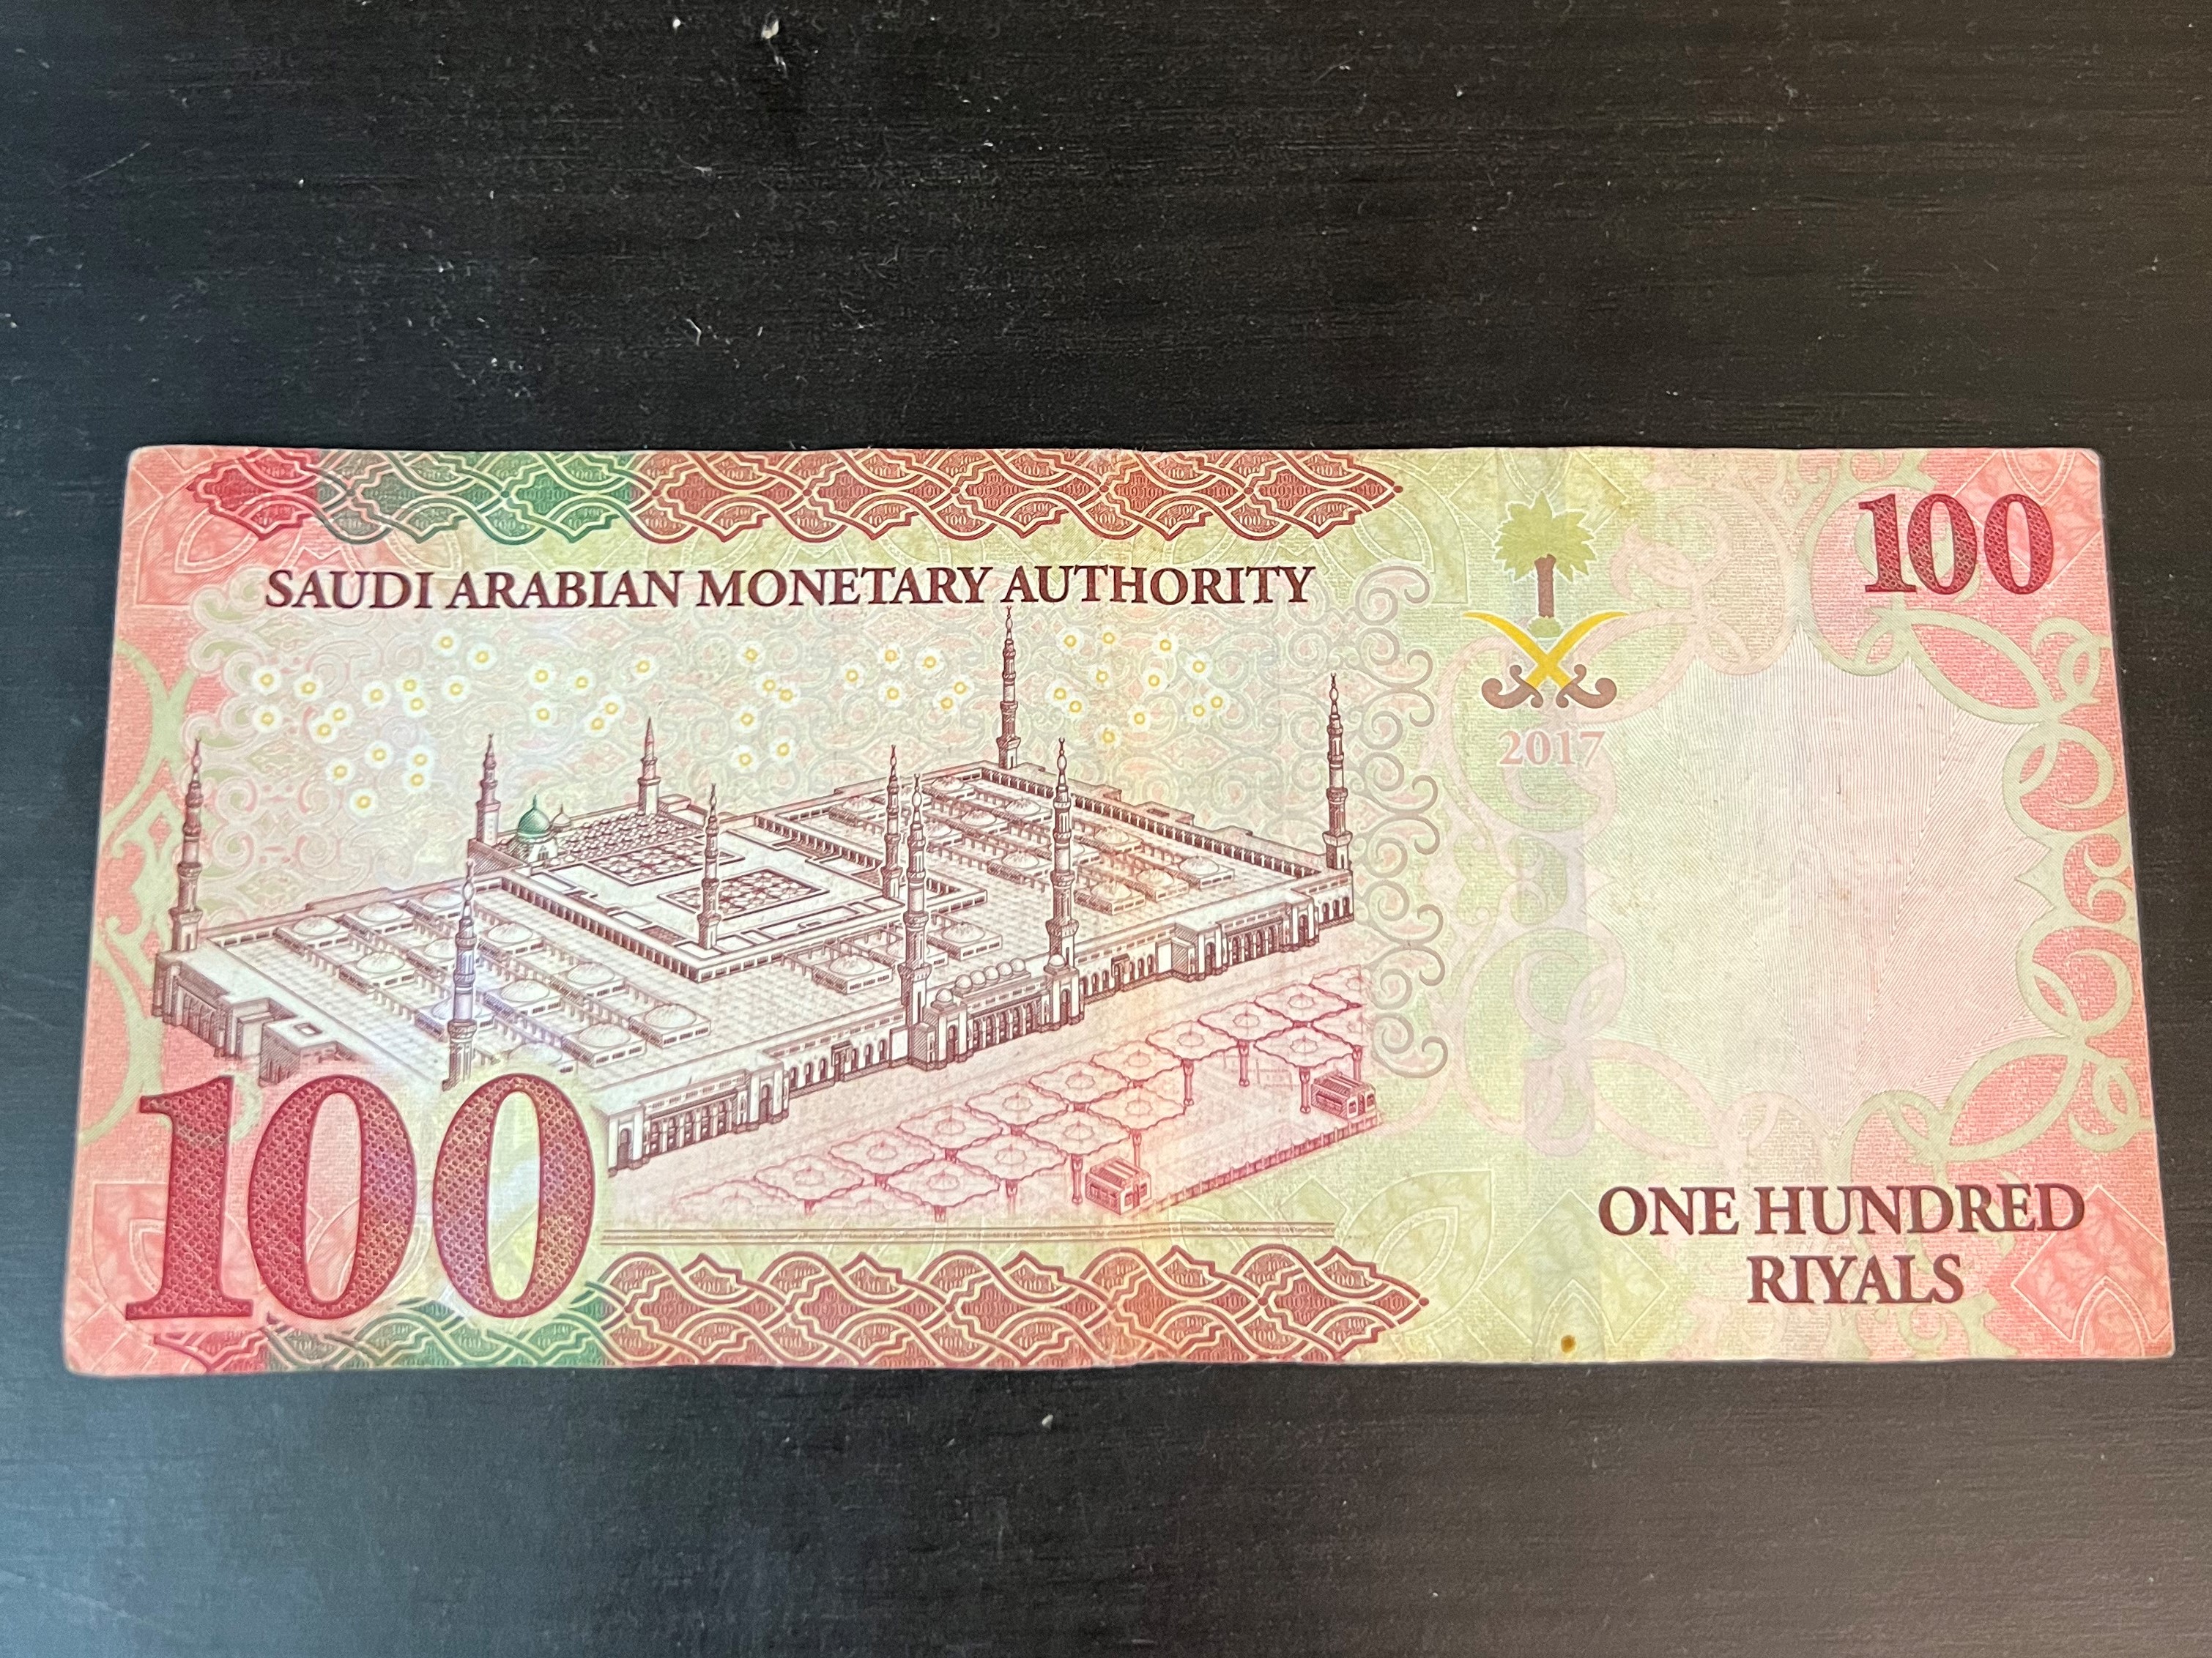 SAUDI ARABIAN MONETARY AUTHORITY
100
2017
100
ONE HUNDRED
RIYALS